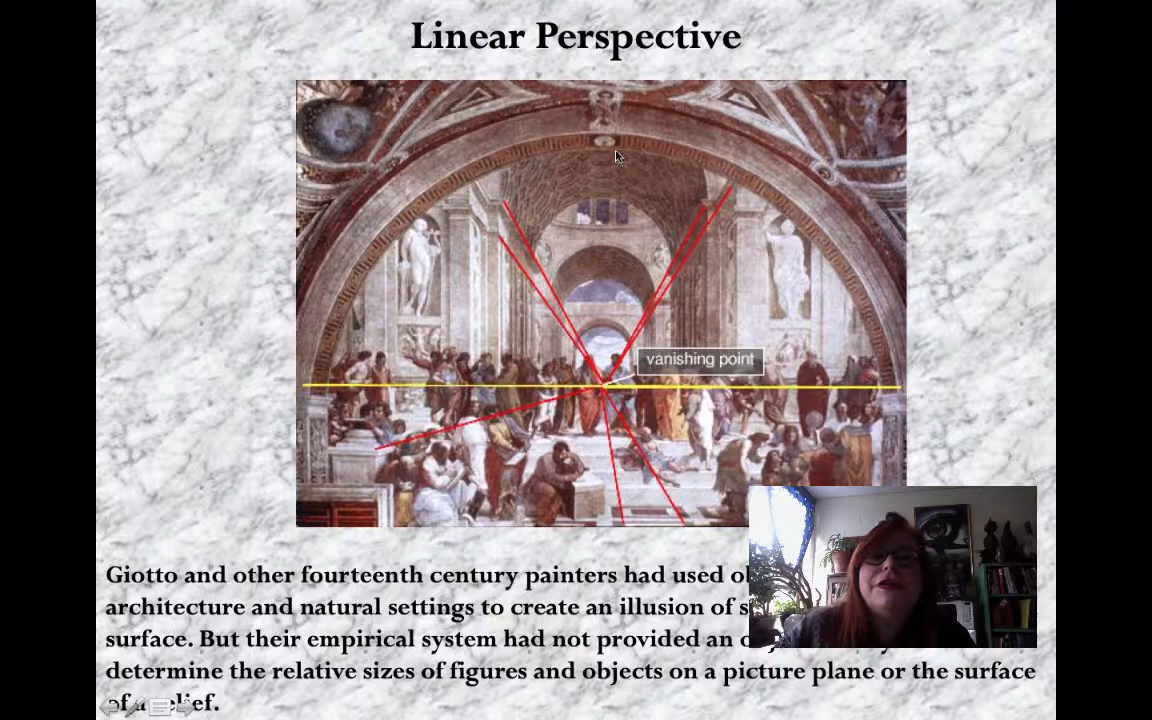 Linear Perspective
vanishing point
Giotto and other fourteenth century painters had used
architecture and natural settings to create an illusion of
surface. But their empirical system had not provided an
determine the relative sizes of figures and objects on a picture plane or the surface
of a relief.